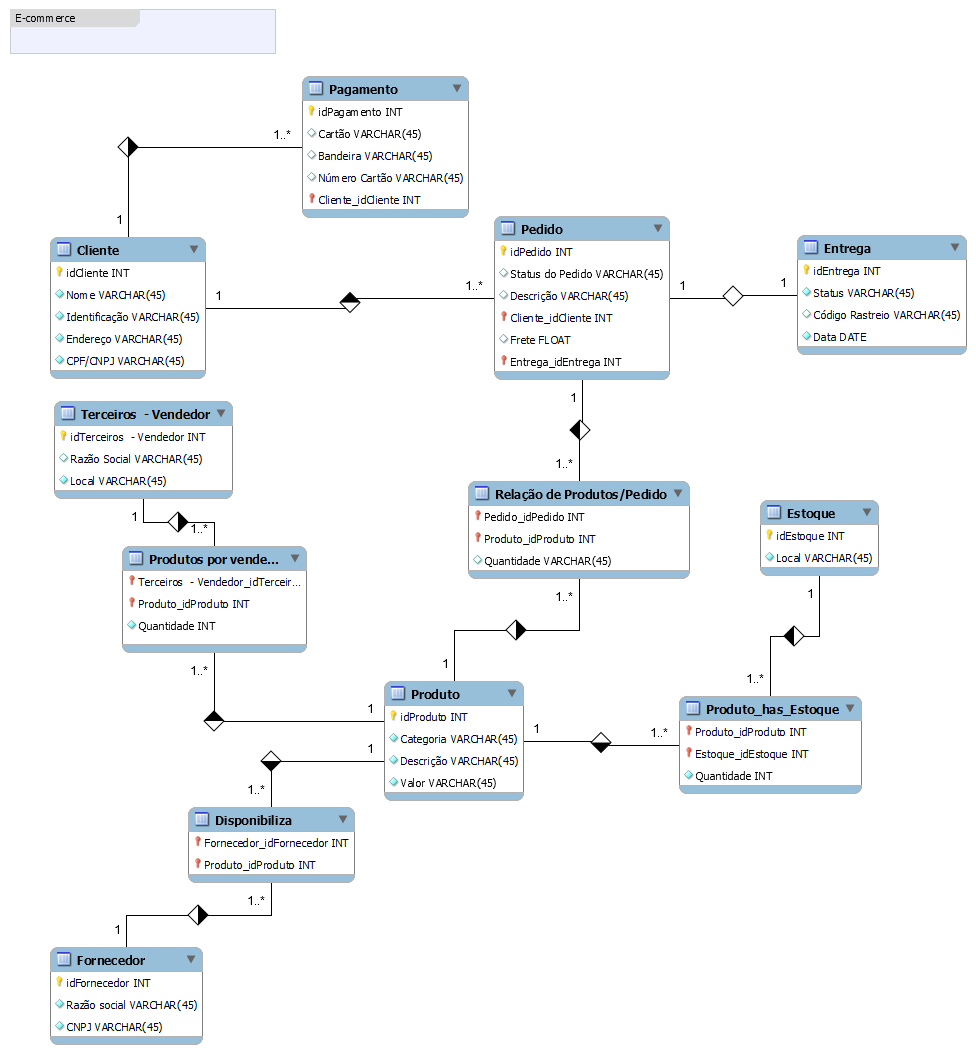 E-commerce
Pagamento
idPagamento INT
Cartão VARCHAR(45)
Bandeira VARCHAR(45)
Número Cartão VARCHAR(45)
Cliente_idCliente INT
1..*
1
Cliente
idCliente INT
Nome VARCHAR(45)
Identificação VARCHAR(45)
Endereço VARCHAR(45)
CPF/CNPJ VARCHAR(45)
1
1..*
Pedido
idPedido INT
Status do Pedido VARCHAR(45)
Descrição VARCHAR(45)
Cliente_idCliente INT
Frete FLOAT
Entrega_idEntrega INT
1
1
Entrega
idEntrega INT
Status VARCHAR(45)
Código Rastreio VARCHAR(45)
Data DATE
1
1..*
Terceiros - Vendedor
idTerceiros - Vendedor INT
Razão Social VARCHAR(45)
Local VARCHAR(45)
1
1..*
Relação de Produtos/Pedido
Pedido_idPedido INT
Produto_idProduto INT
Quantidade VARCHAR(45)
1..*
1
Estoque
idEstoque INT
Local VARCHAR(45)
1
1..*
Produtos por vende...
Terceiros - Vendedor_idTerceir...
Produto_idProduto INT
Quantidade INT
1..*
1
Produto
idProduto INT
Categoria VARCHAR(45)
Descrição VARCHAR(45)
Valor VARCHAR(45)
1
1..*
Produto_has_Estoque
Produto_idProduto INT
Estoque_idEstoque INT
Quantidade INT
1
1..*
Disponibiliza
Fornecedor_idFornecedor INT
Produto_idProduto INT
1..*
1
Fornecedor
idFornecedor INT
Razão social VARCHAR(45)
CNPJ VARCHAR(45)